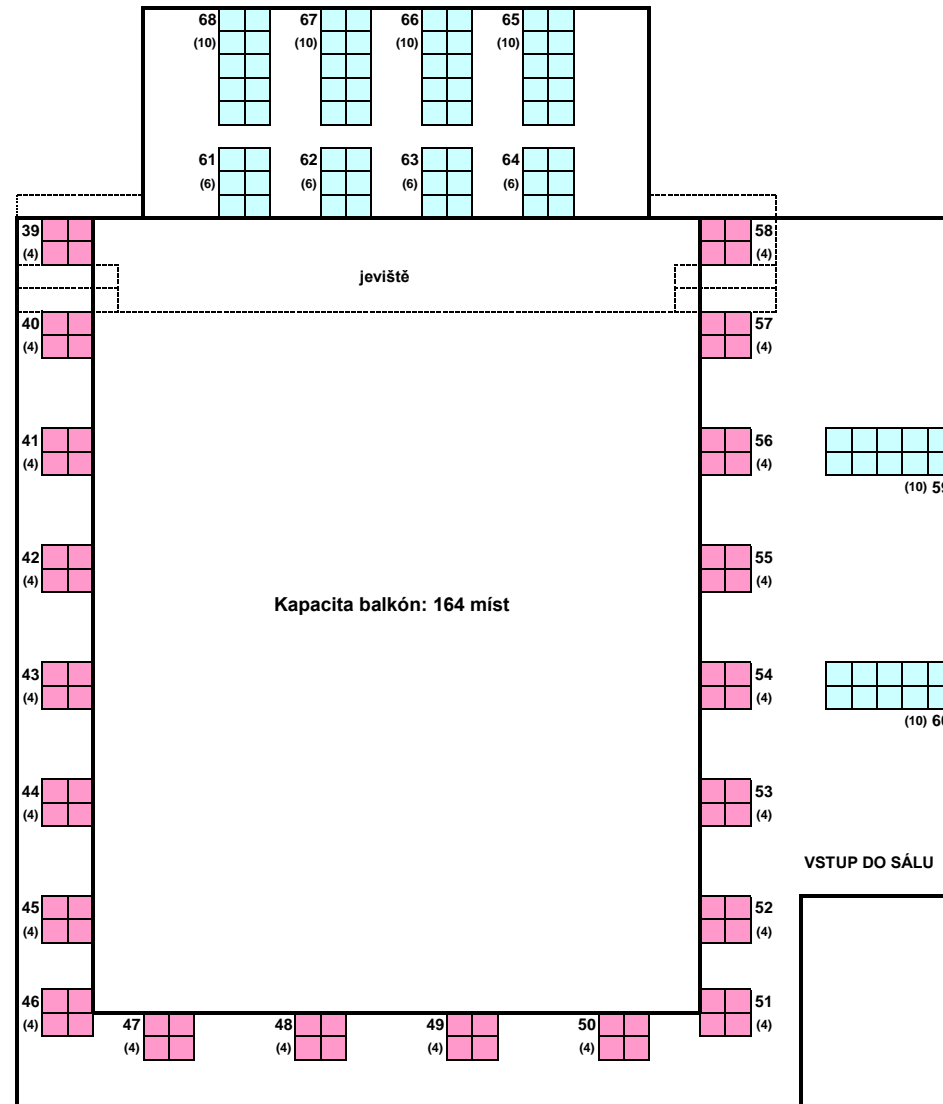 68 67 66 65
(10) (10) (10) (10)
61 62 63 64
(6) (6) (6) (6)
39 58
(4) (4)
jeviště
40 57
(4) (4)
41 56
(4) (4)
(10)
42 55
(4) (4)
Kapacita balkón: 164 míst
43 54
(4) (4)
(10)
44 53
(4) (4)
VSTUP DO SÁLU
45 52
(4) (4)
46 51
(4) (4)
47 48 49 50
(4) (4) (4) (4)